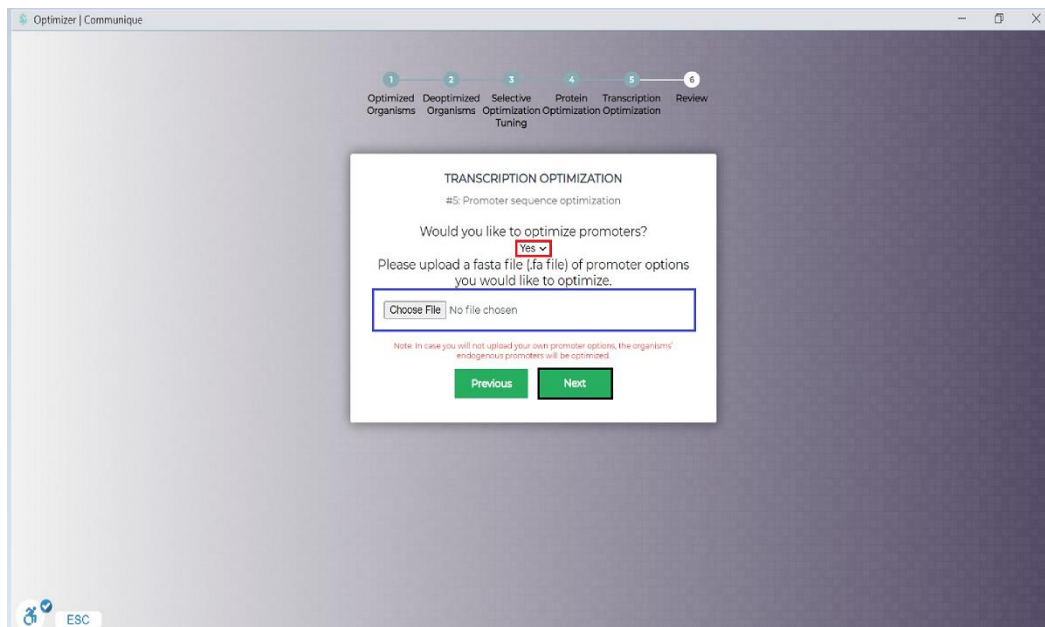 Optimizer | Communique
1 2 3 4 5 6
Optimized Deoptimized Selective Protein Transcription Review
Organisms Organisms Optimization Optimization Optimization
Tuning
TRANSCRIPTION OPTIMIZATION
#5: Promoter sequence optimization
Would you like to optimize promoters?
Yes
Please upload a fasta file (.fa file) of promoter options
you would like to optimize.
Choose File No file chosen
Note: In case you will not upload your own promoter options, the organisms'
endogenous promoters will be optimized.
Previous Next
ESC